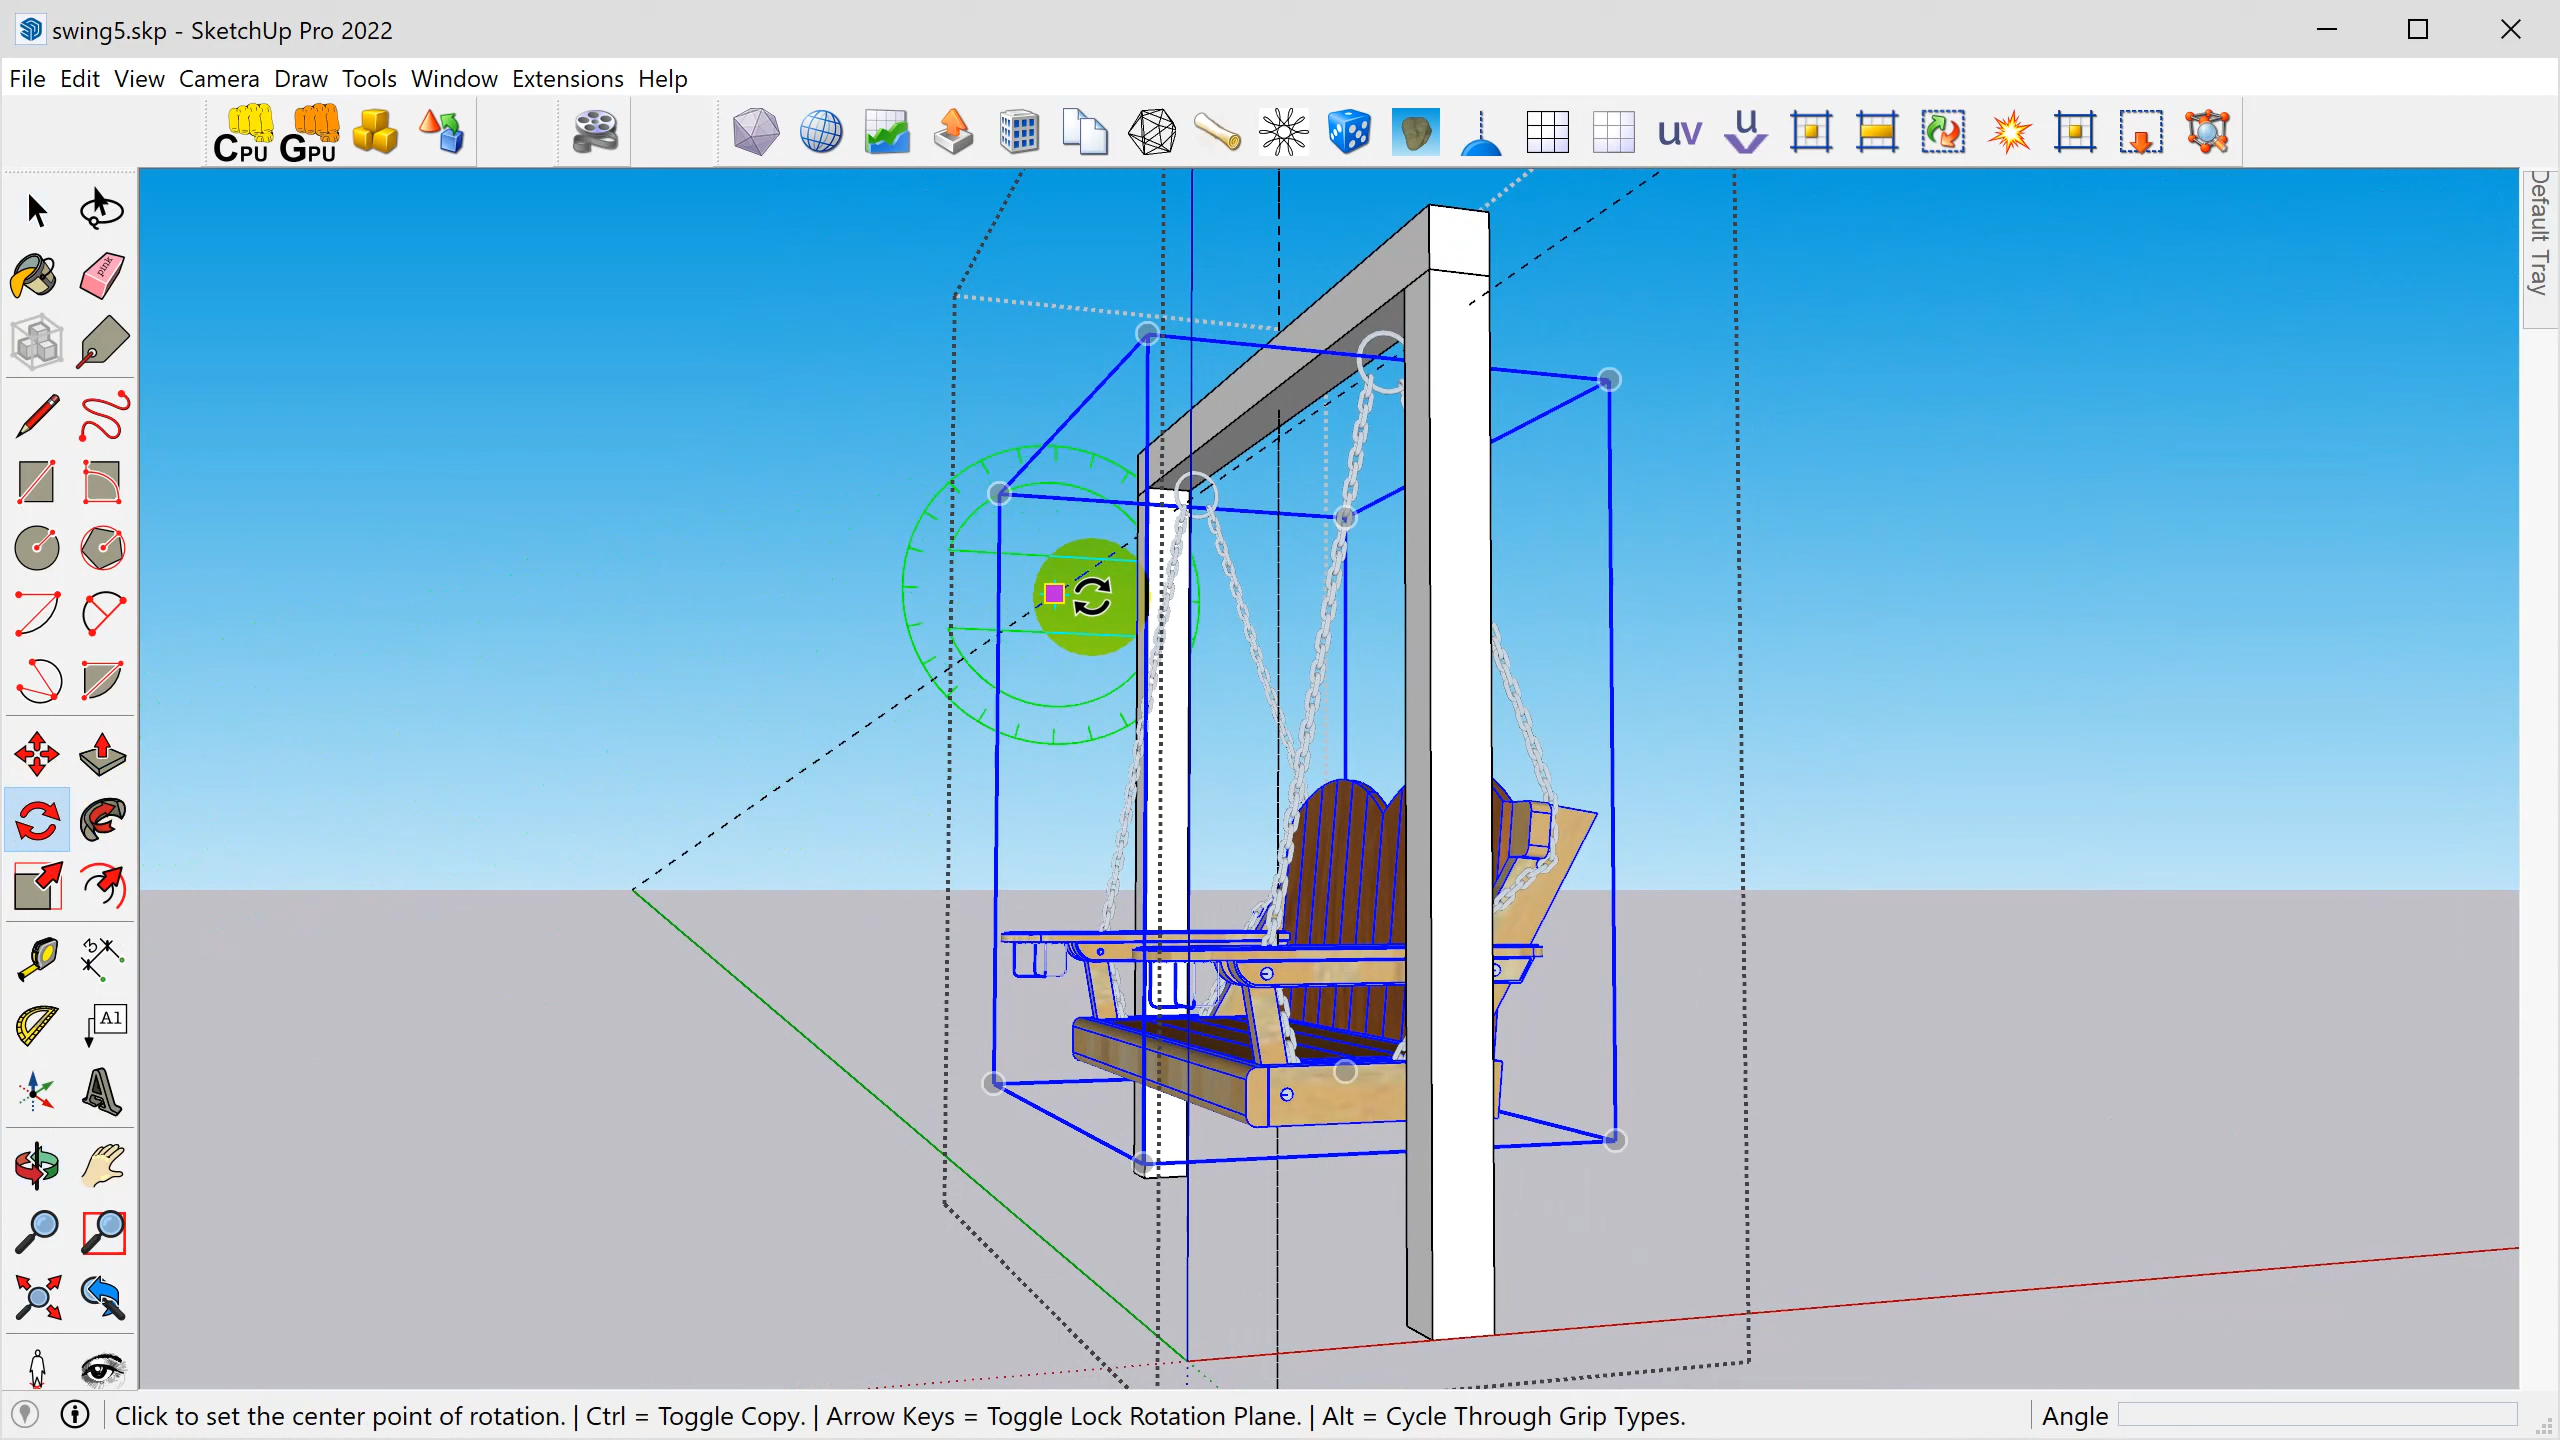 swing5.skp - SketchUp Pro 2022
File Edit View Camera Draw Tools Window Extensions Help
CPU GPU
UV
U
Default Tray
pink
A1
A
Click to set the center point of rotation. | Ctrl = Toggle Copy. | Arrow Keys = Toggle Lock Rotation Plane. | Alt = Cycle Through Grip Types.
Angle